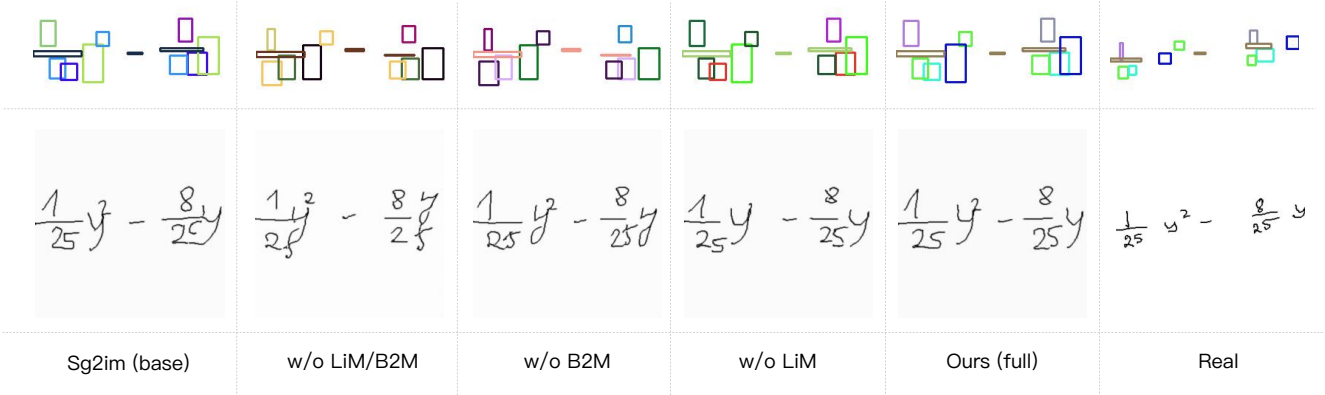 1/25 y² − 8/25 y 1/25 y² − 8/25 y 1/25 y² − 8/25 y 1/25 y − 8/25 y 1/25 y² − 8/25 y 1/25 y² − 8/25 y
Sg2im (base) w/o LiM/B2M w/o B2M w/o LiM Ours (full) Real